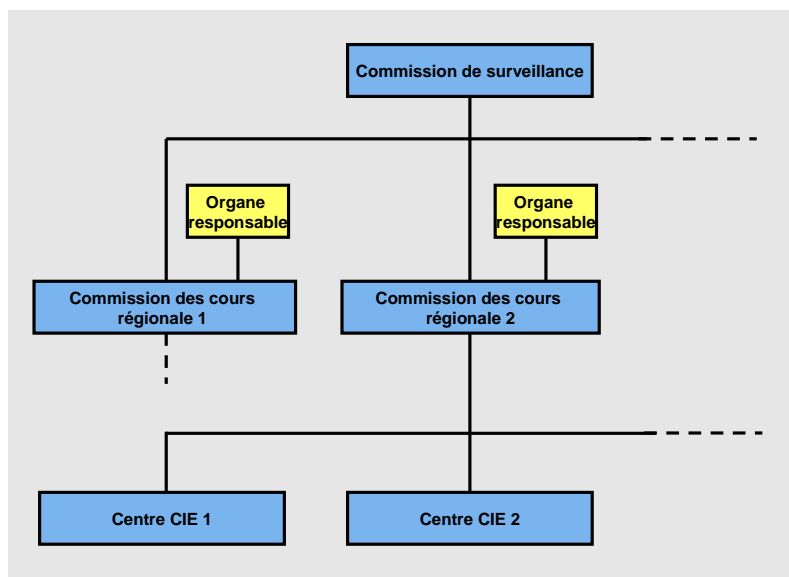 Commission de surveillance
Organe
responsable
Organe
responsable
Commission des cours
régionale 1
Commission des cours
régionale 2
Centre CIE 1
Centre CIE 2